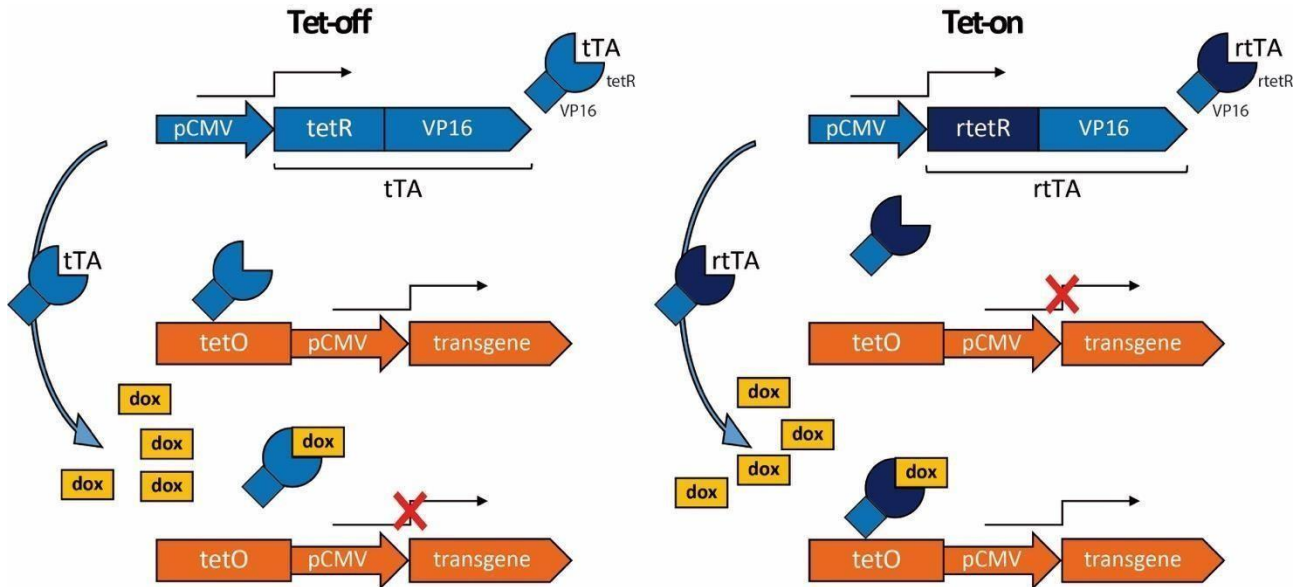 Tet-off
tTA
tetR
VP16
pCMV
tetR
VP16
tTA
tTA
tetO
pCMV
transgene
dox
dox
dox
dox
dox
tetO
pCMV
transgene
Tet-on
rtTA
rtetR
VP16
pCMV
rtetR
VP16
rtTA
rtTA
tetO
pCMV
transgene
dox
dox
dox
dox
dox
tetO
pCMV
transgene